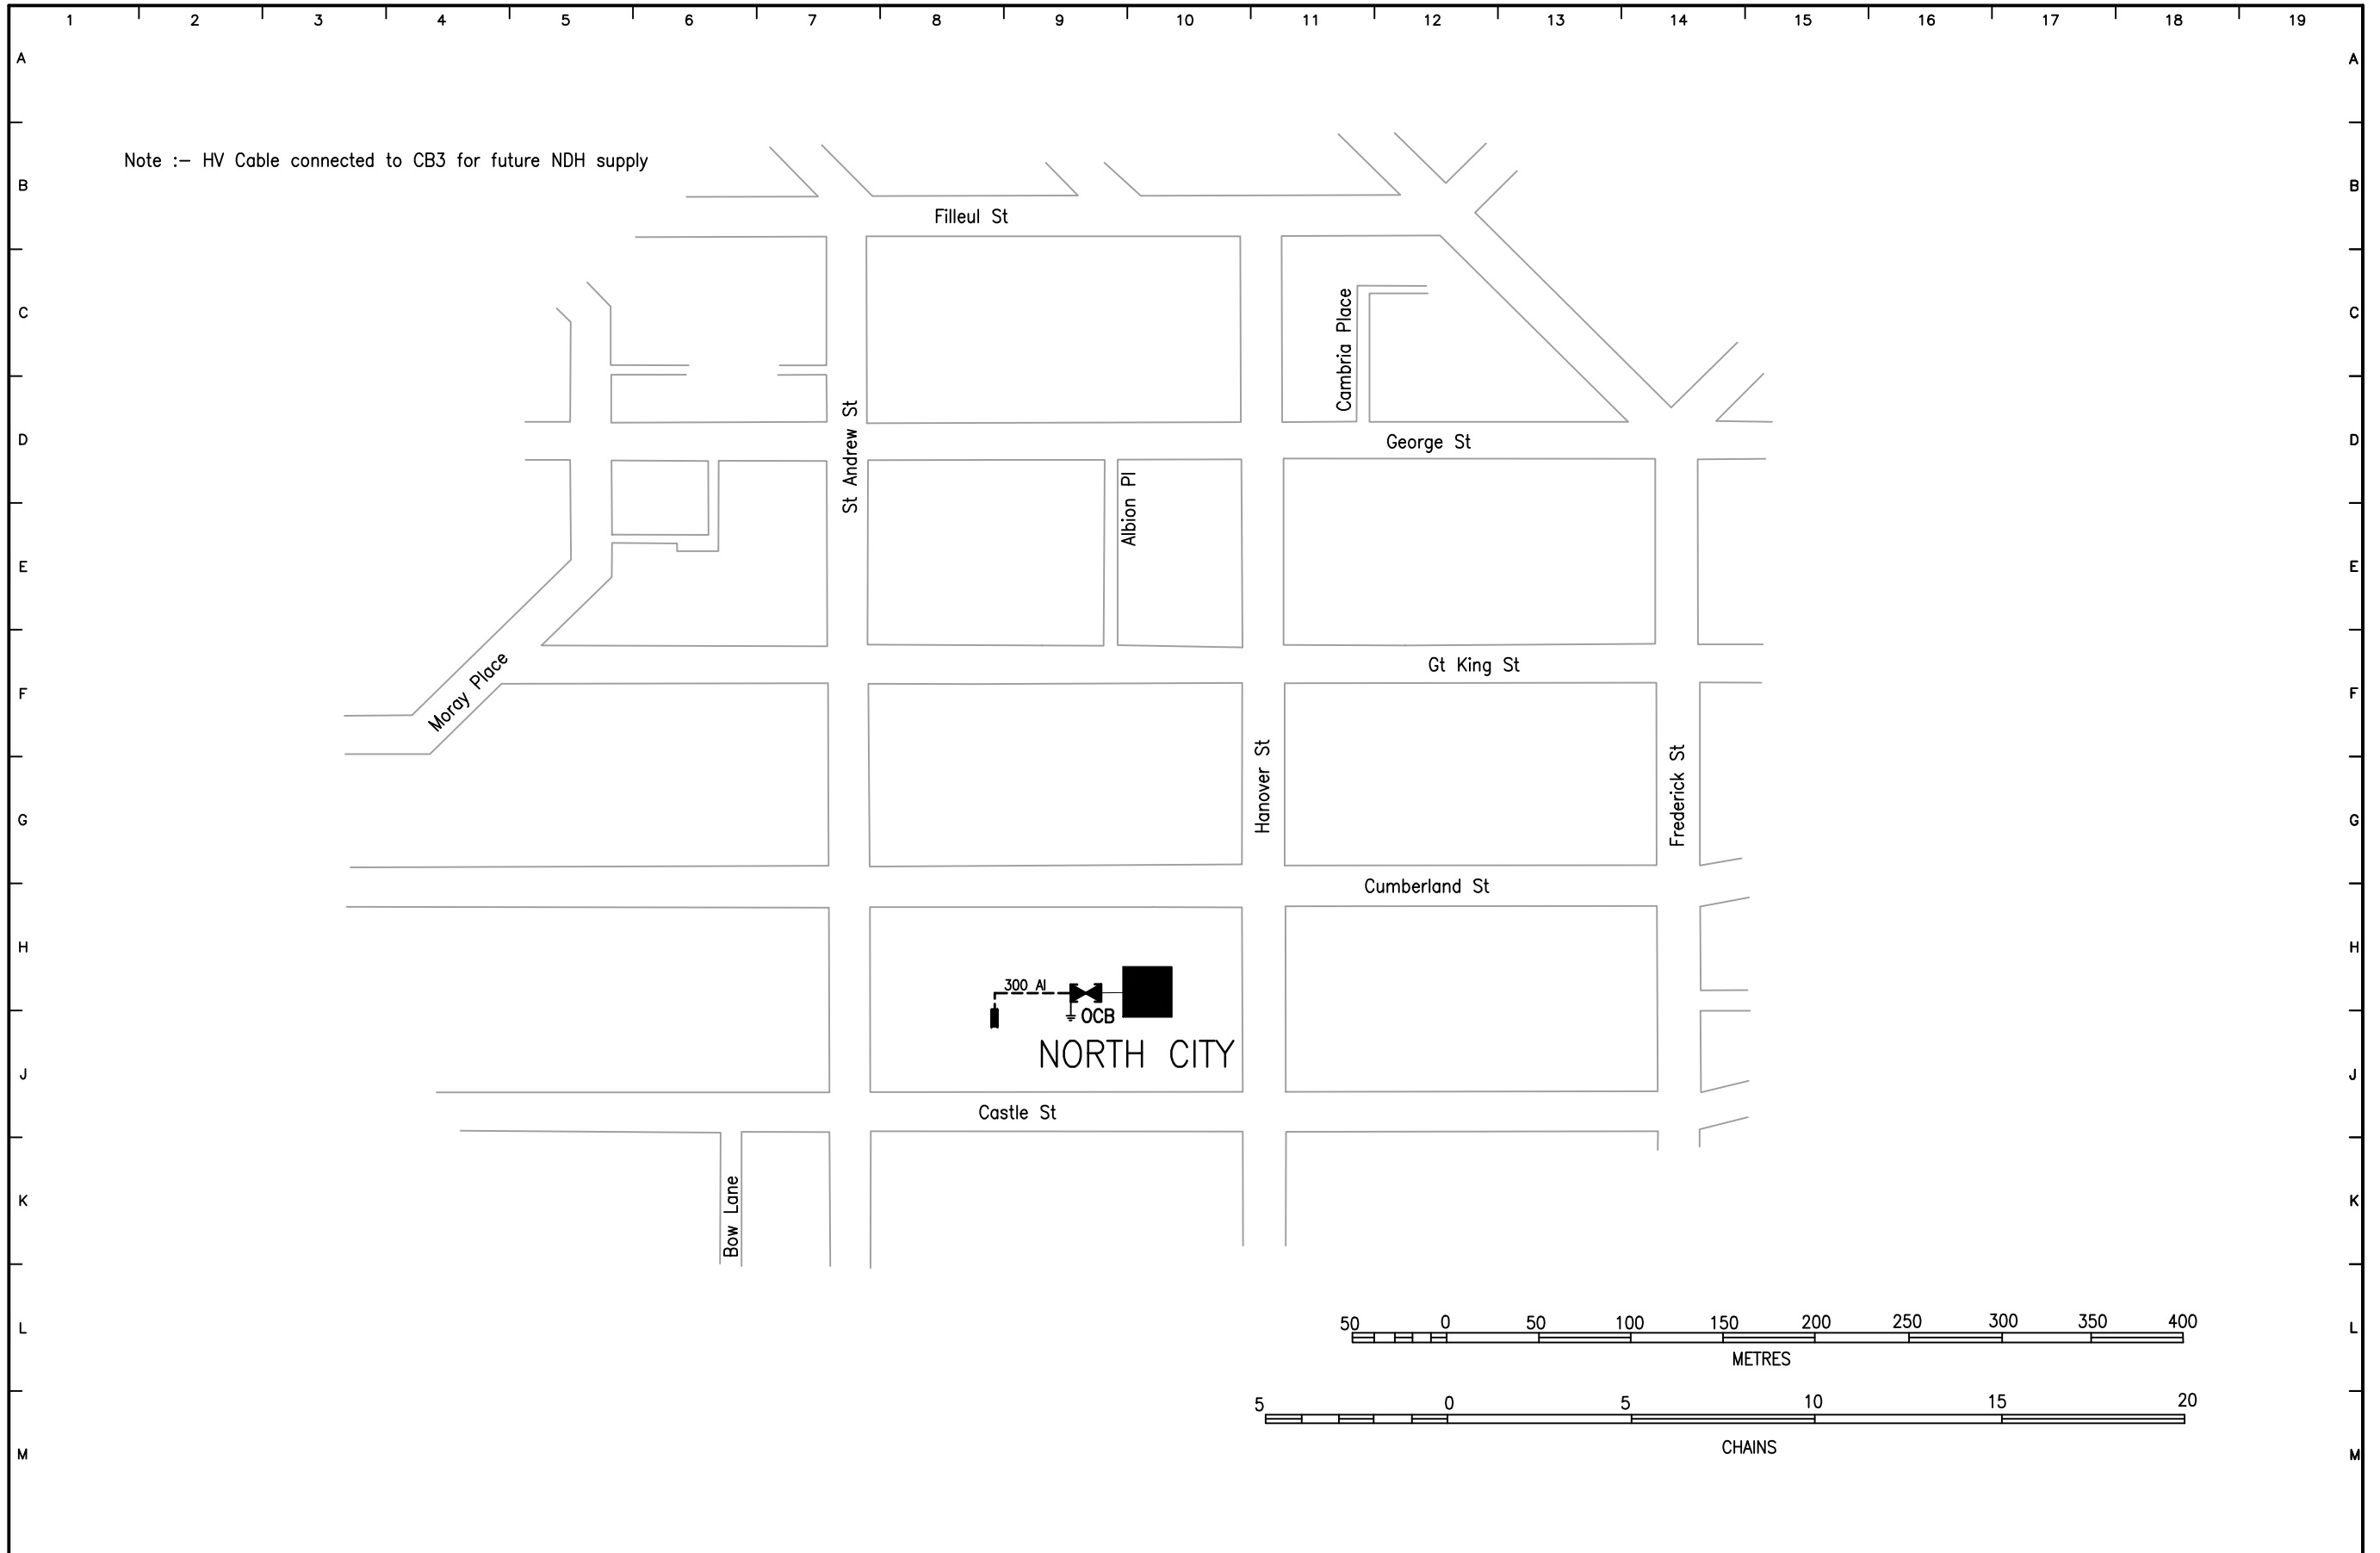 1 2 3 4 5 6 7 8 9 10 11 12 13 14 15 16 17 18 19
A A
Note :- HV Cable connected to CB3 for future NDH supply
B B
Filleul St
C C
Cambria Place
D D
St Andrew St
George St
Albion Pl
E E
Gt King St
Moray Place
F F
Hanover St
Frederick St
G G
Cumberland St
H H
300 Al
OCB
NORTH CITY
J J
Castle St
K K
Bow Lane
L L
50 0 50 100 150 200 250 300 350 400
METRES
5 0 5 10 15 20
CHAINS
M M